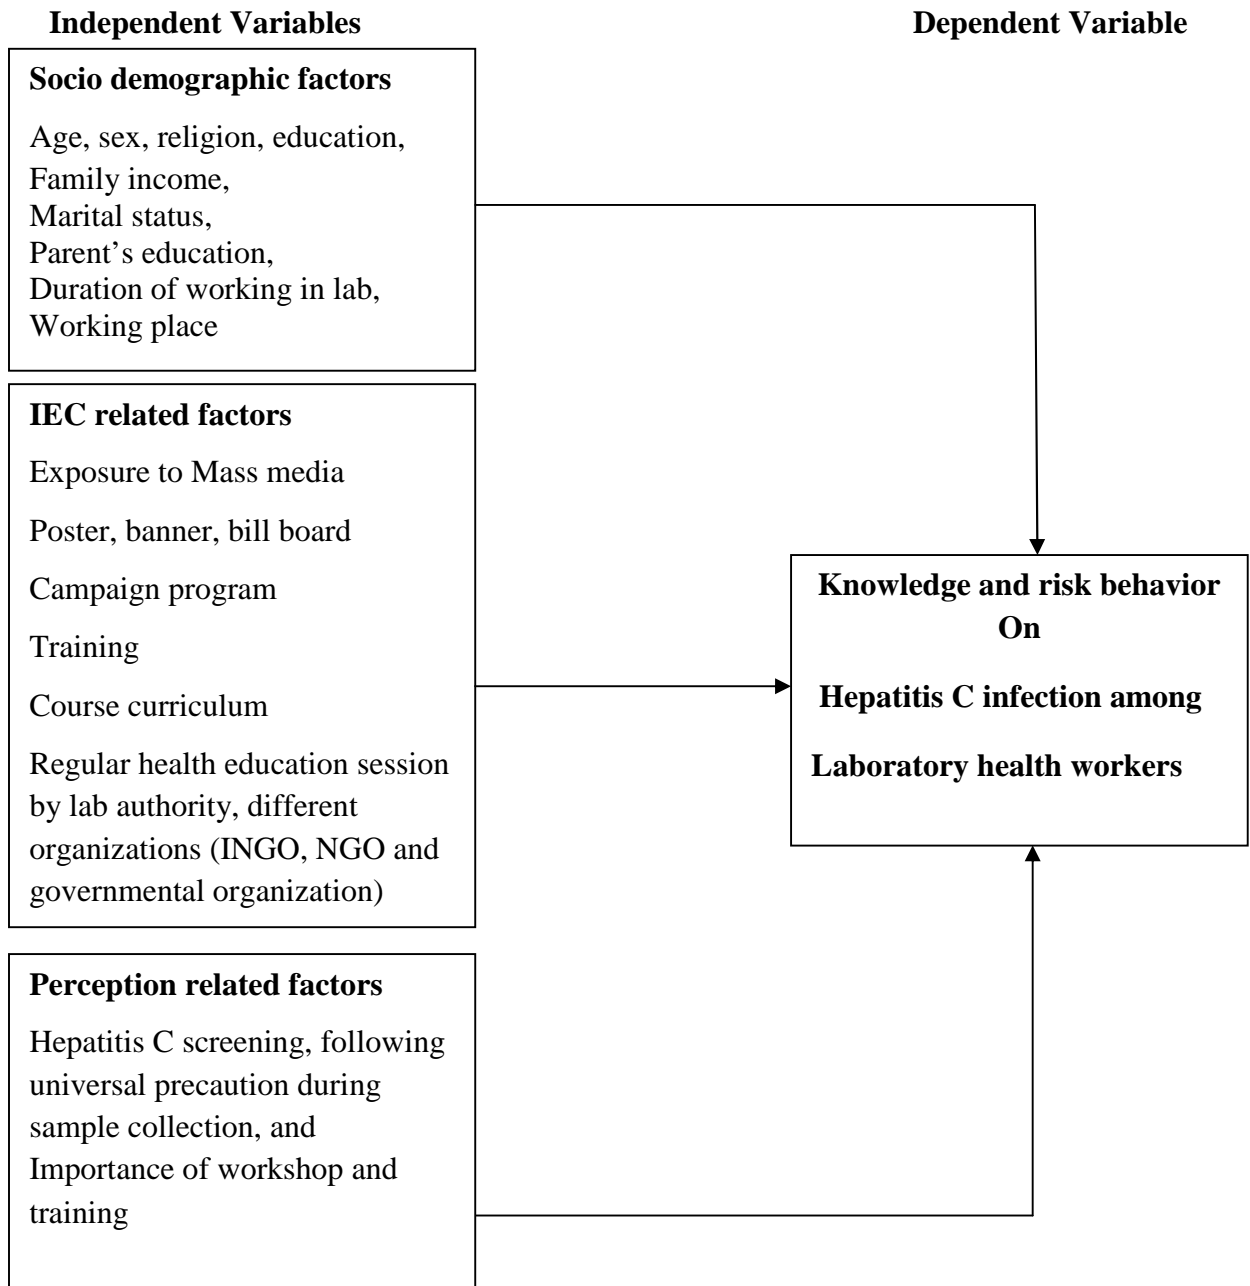 Independent Variables
Dependent Variable
Socio demographic factors
Age, sex, religion, education,
Family income,
Marital status,
Parent’s education,
Duration of working in lab,
Working place
IEC related factors
Exposure to Mass media
Poster, banner, bill board
Campaign program
Training
Course curriculum
Regular health education session
by lab authority, different
organizations (INGO, NGO and
governmental organization)
Perception related factors
Hepatitis C screening, following
universal precaution during
sample collection, and
Importance of workshop and
training
Knowledge and risk behavior
On
Hepatitis C infection among
Laboratory health workers